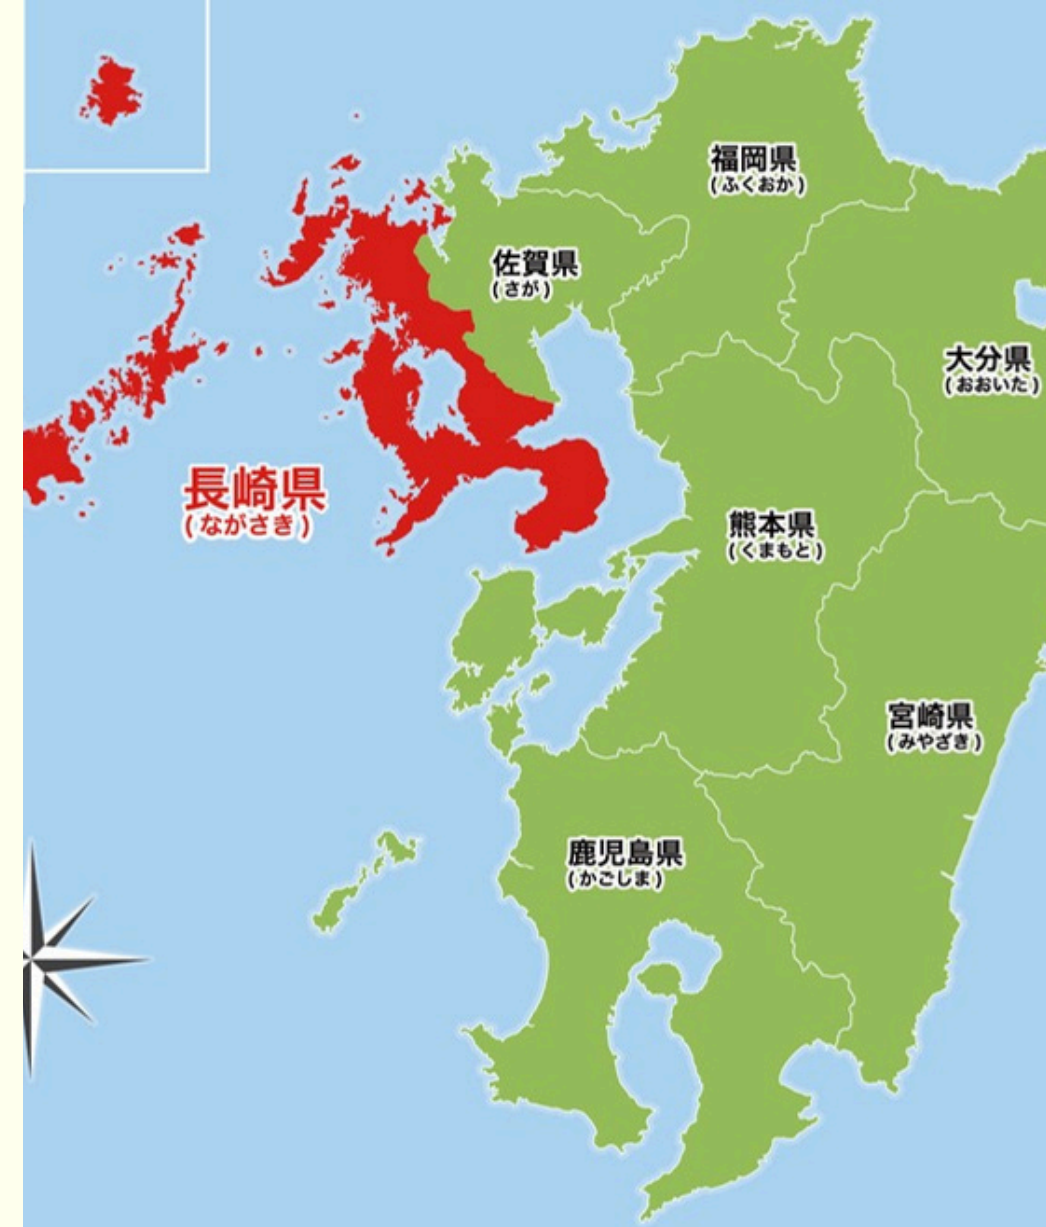 福岡県
(ふくおか)
佐賀県
(さが)
大分県
(おおいた)
長崎県
(ながさき)
熊本県
(くまもと)
宮崎県
(みやざき)
鹿児島県
(かごしま)